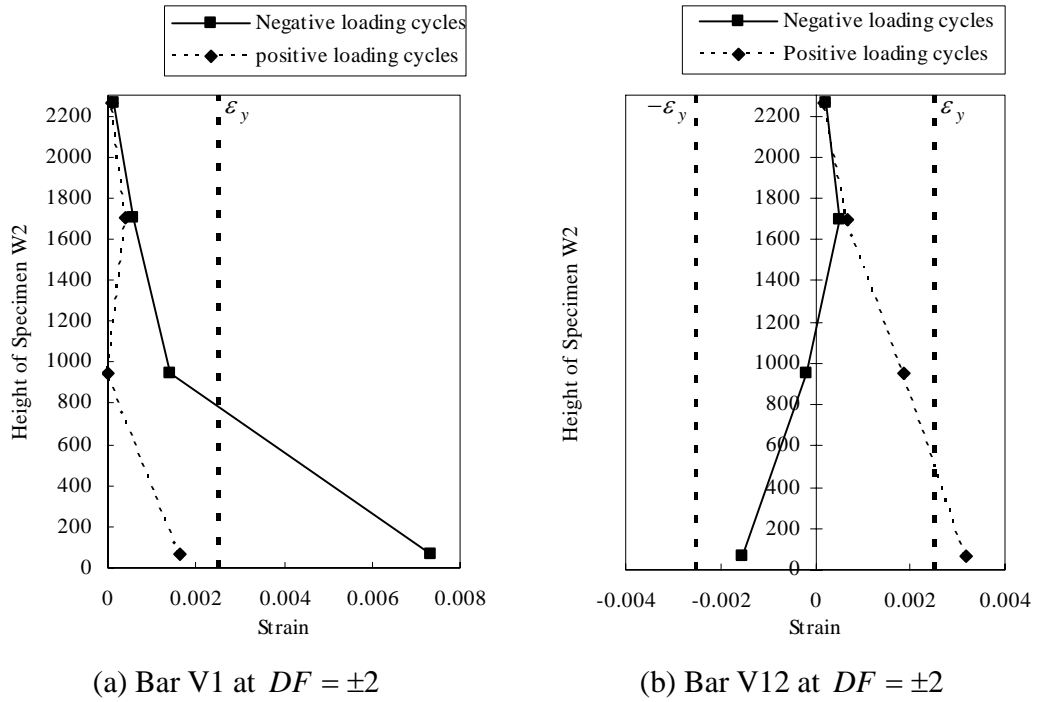 Negative loading cycles
positive loading cycles
ε_y
2200
2000
1800
1600
1400
1200
1000
800
600
400
200
0
Height of Specimen W2
0 0.002 0.004 0.006 0.008
Strain
(a) Bar V1 at DF = ±2
Negative loading cycles
Positive loading cycles
-ε_y
ε_y
2200
2000
1800
1600
1400
1200
1000
800
600
400
200
0
Height of Specimen W2
-0.004 -0.002 0 0.002 0.004
Strain
(b) Bar V12 at DF = ±2